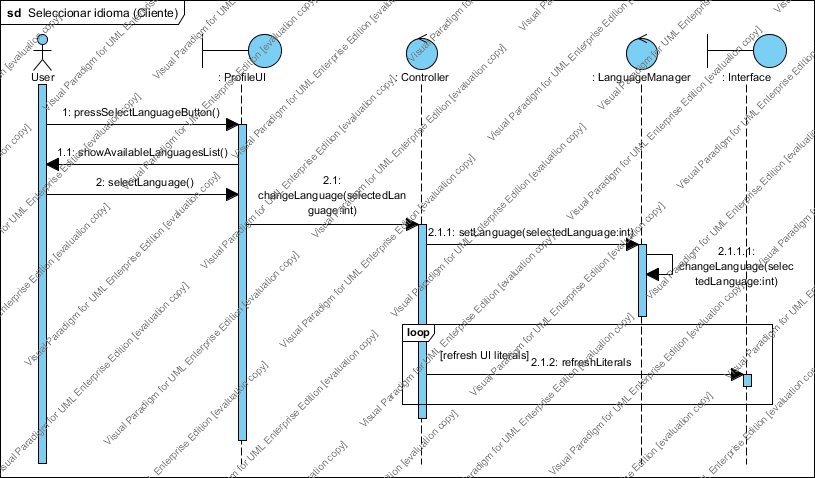 sd Seleccionar idioma (Cliente)
User
: ProfileUI
: Controller
: LanguageManager
: Interface
1: pressSelectLanguageButton()
1.1: showAvailableLanguagesList()
2: selectLanguage()
2.1:
changeLanguage(selectedLan
guage:int)
2.1.1: setLanguage(selectedLanguage:int)
2.1.1.1:
changeLanguage(selec
tedLanguage:int)
loop
[refresh UI literals]
2.1.2: refreshLiterals
Visual Paradigm for UML Enterprise Edition [evaluation copy]